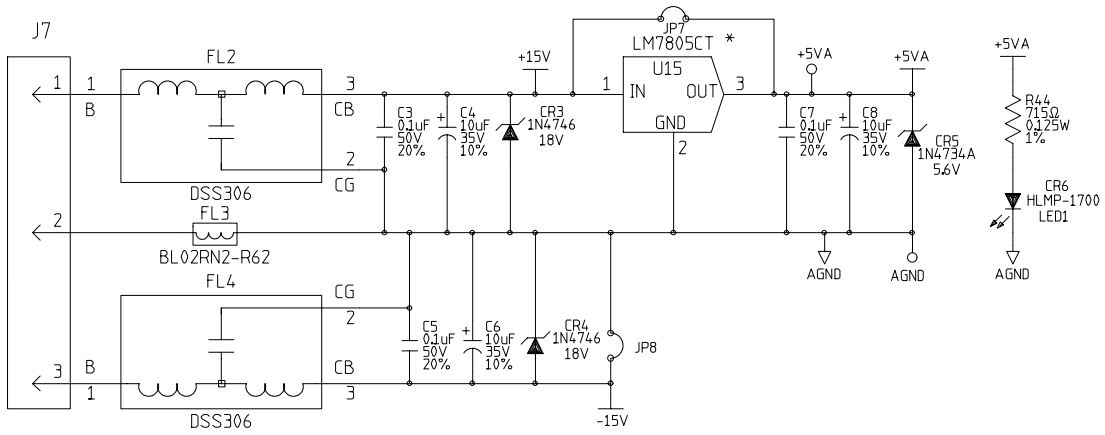 J7
FL2
JP7
LM7805CT *
+15V
U15
+5VA
+5VA
+5VA
1
1
B
3
CB
1
IN
OUT
3
GND
2
2
CG
C3
0.1uF
50V
20%
C4
+
10uF
35V
10%
CR3
1N4746
18V
C7
0.1uF
50V
20%
C8
+
10uF
35V
10%
CR5
1N4734A
5.6V
R44
715Ω
0.125W
1%
CR6
HLMP-1700
LED1
DSS306
FL3
2
BL02RN2-R62
AGND
AGND
AGND
FL4
CG
2
C5
0.1uF
50V
20%
C6
+
10uF
35V
10%
CR4
1N4746
18V
JP8
3
B
1
CB
3
DSS306
-15V